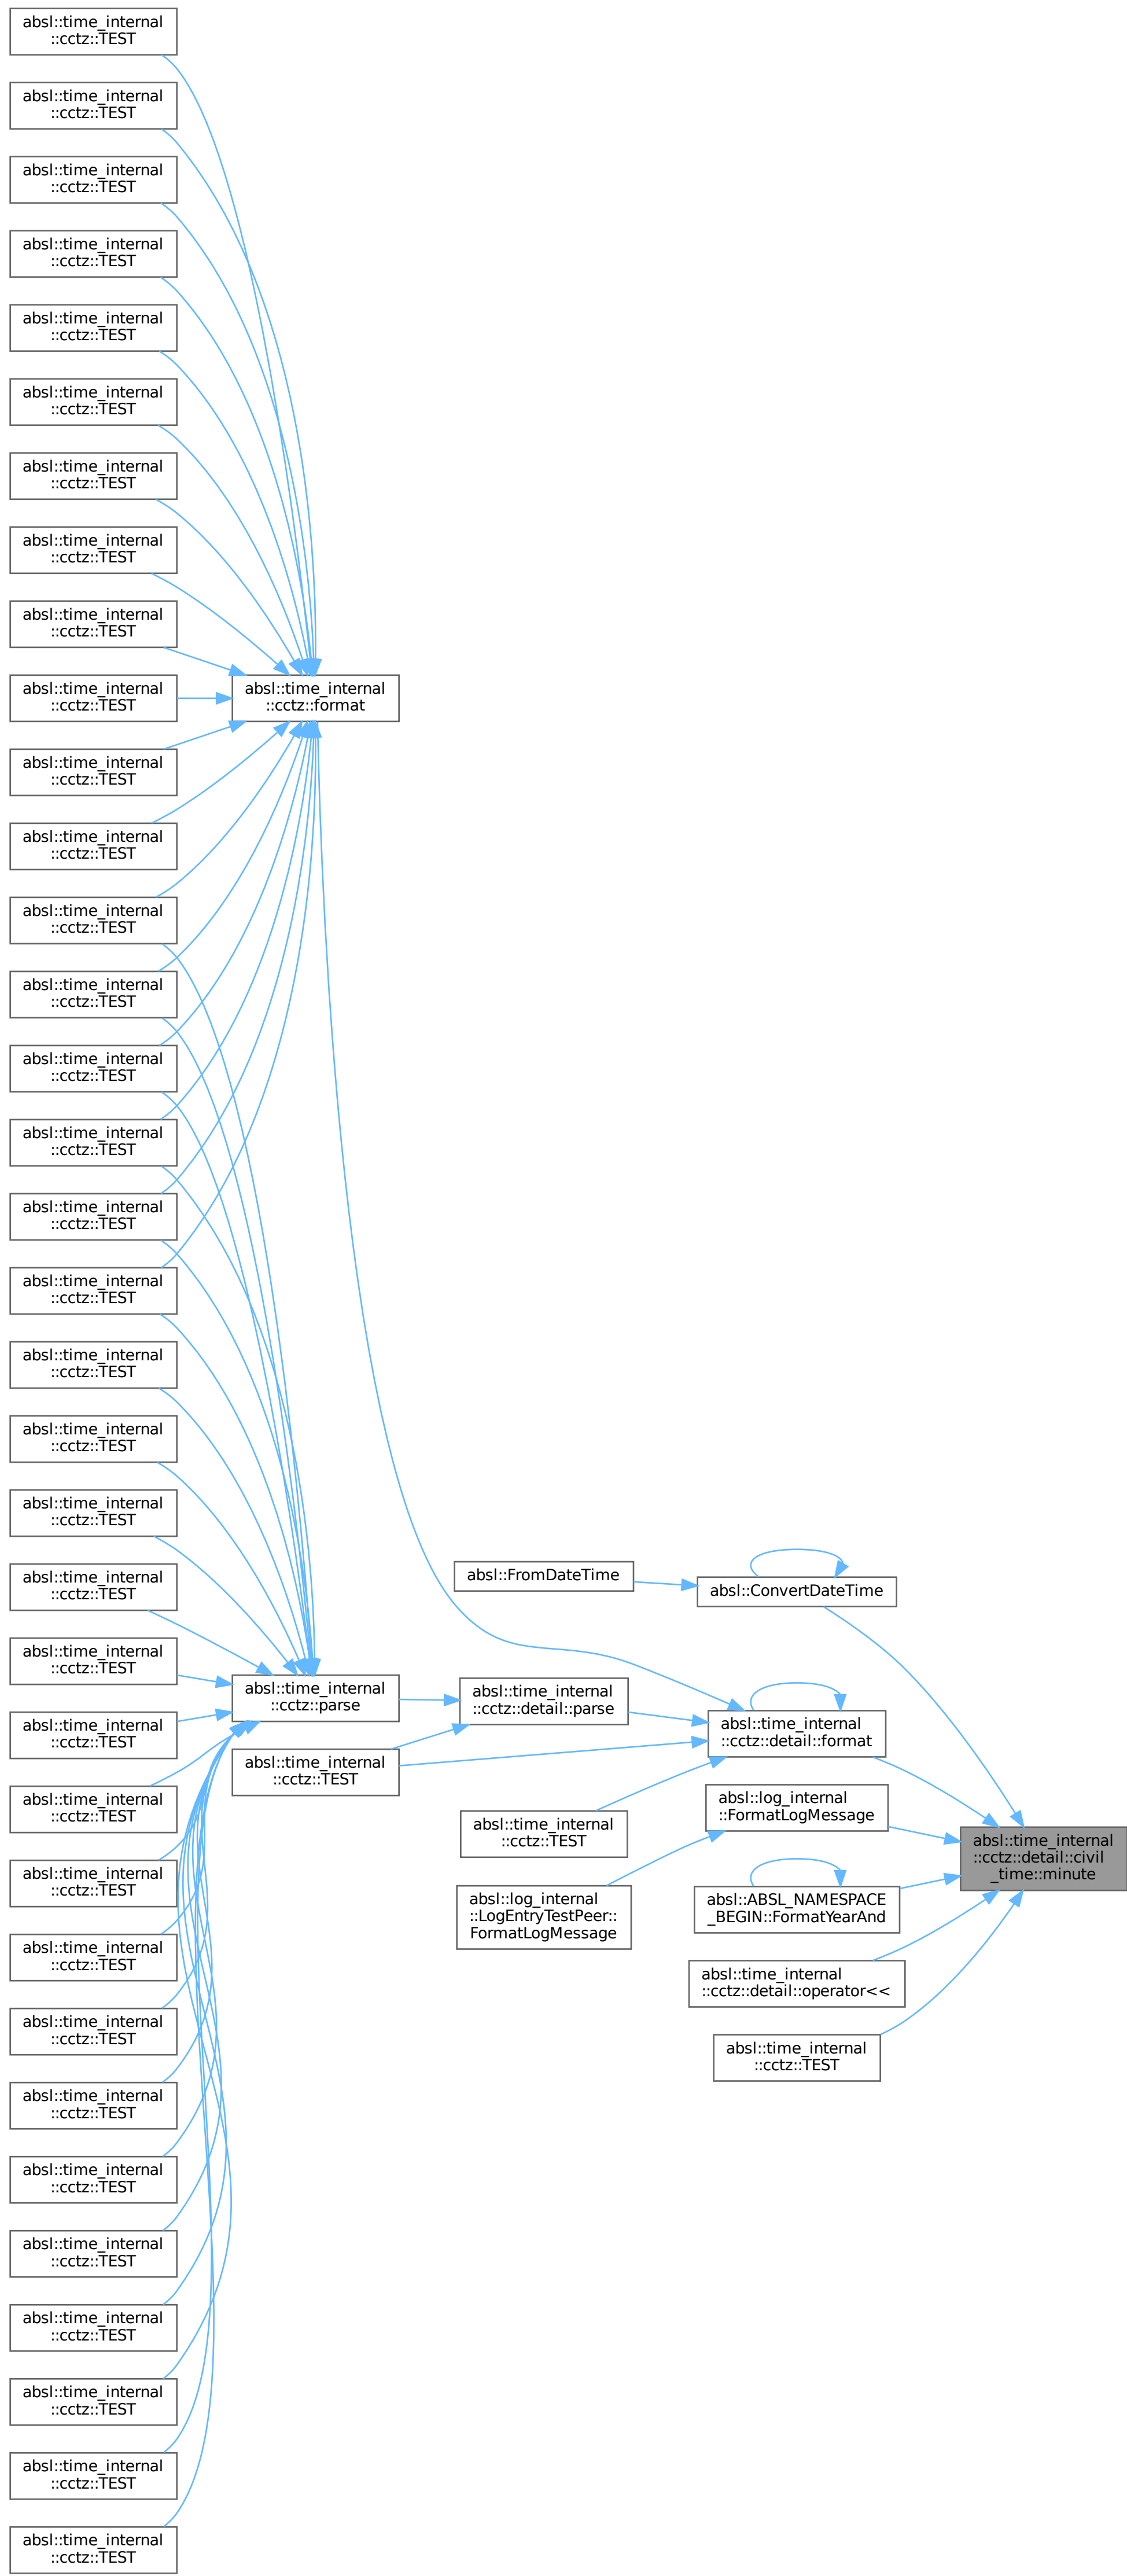 absl::time_internal
::cctz::TEST
absl::time_internal
::cctz::TEST
absl::time_internal
::cctz::TEST
absl::time_internal
::cctz::TEST
absl::time_internal
::cctz::TEST
absl::time_internal
::cctz::TEST
absl::time_internal
::cctz::TEST
absl::time_internal
::cctz::TEST
absl::time_internal
::cctz::TEST
absl::time_internal
::cctz::TEST
absl::time_internal
::cctz::TEST
absl::time_internal
::cctz::TEST
absl::time_internal
::cctz::TEST
absl::time_internal
::cctz::TEST
absl::time_internal
::cctz::TEST
absl::time_internal
::cctz::TEST
absl::time_internal
::cctz::TEST
absl::time_internal
::cctz::TEST
absl::time_internal
::cctz::TEST
absl::time_internal
::cctz::TEST
absl::time_internal
::cctz::TEST
absl::time_internal
::cctz::TEST
absl::time_internal
::cctz::TEST
absl::time_internal
::cctz::TEST
absl::time_internal
::cctz::TEST
absl::time_internal
::cctz::TEST
absl::time_internal
::cctz::TEST
absl::time_internal
::cctz::TEST
absl::time_internal
::cctz::TEST
absl::time_internal
::cctz::TEST
absl::time_internal
::cctz::TEST
absl::time_internal
::cctz::TEST
absl::time_internal
::cctz::TEST
absl::time_internal
::cctz::TEST
absl::time_internal
::cctz::TEST
absl::time_internal
::cctz::format
absl::time_internal
::cctz::parse
absl::time_internal
::cctz::TEST
absl::FromDateTime
absl::time_internal
::cctz::detail::parse
absl::time_internal
::cctz::TEST
absl::log_internal
::LogEntryTestPeer::
FormatLogMessage
absl::ConvertDateTime
absl::time_internal
::cctz::detail::format
absl::log_internal
::FormatLogMessage
absl::ABSL_NAMESPACE
_BEGIN::FormatYearAnd
absl::time_internal
::cctz::detail::operator<<
absl::time_internal
::cctz::TEST
absl::time_internal
::cctz::detail::civil
_time::minute